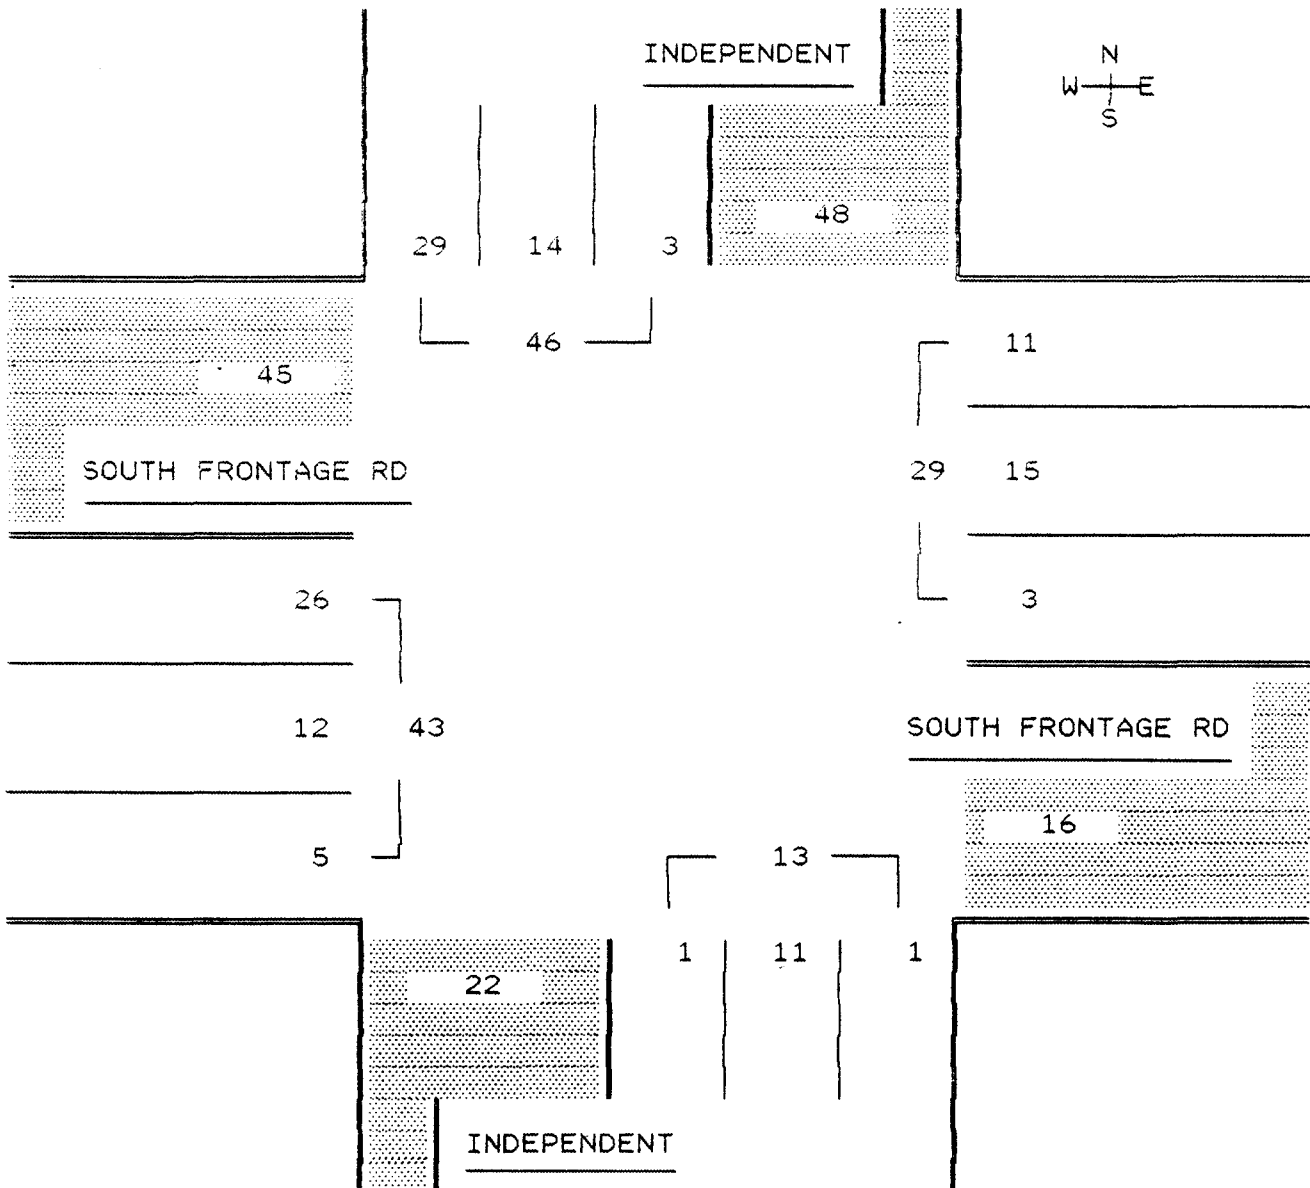 INDEPENDENT
N
W E
S
48
29 14 3
46
11
45
SOUTH FRONTAGE RD
29 15
26
3
12 43
SOUTH FRONTAGE RD
16
5
13
1 11 1
22
INDEPENDENT